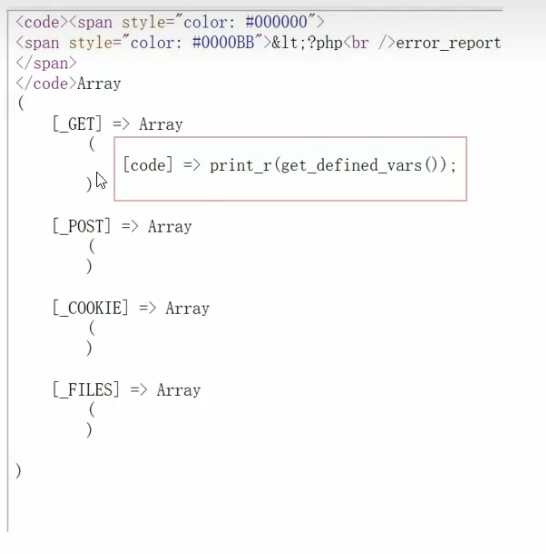 <code><span style="color: #000000">
<span style="color: #0000BB">&lt;?php<br />error_report
</span>
</code>Array
(
[_GET] => Array
(
[code] => print_r(get_defined_vars());
)
[_POST] => Array
(
)
[_COOKIE] => Array
(
)
[_FILES] => Array
(
)
)